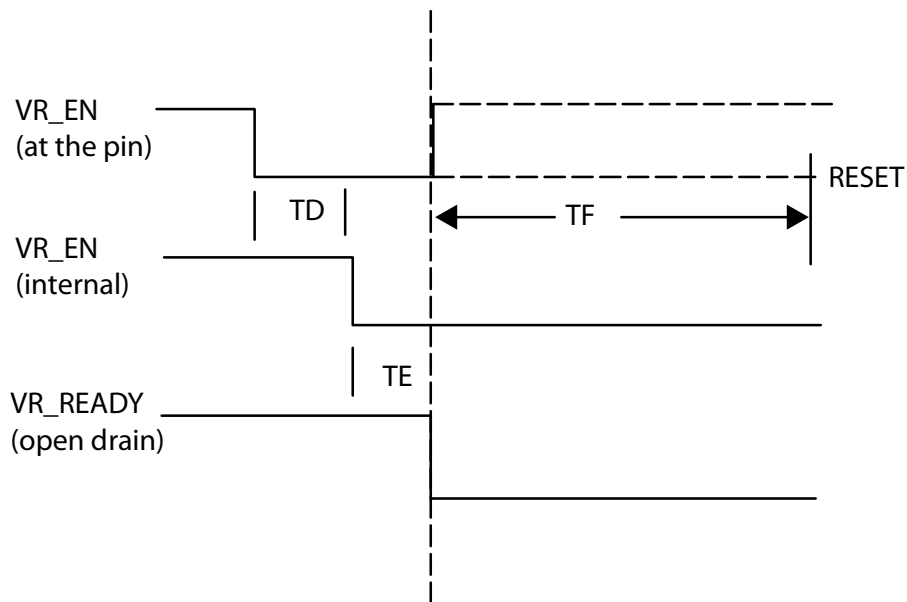 VR_EN
(at the pin)
RESET
TD
TF
VR_EN
(internal)
TE
VR_READY
(open drain)